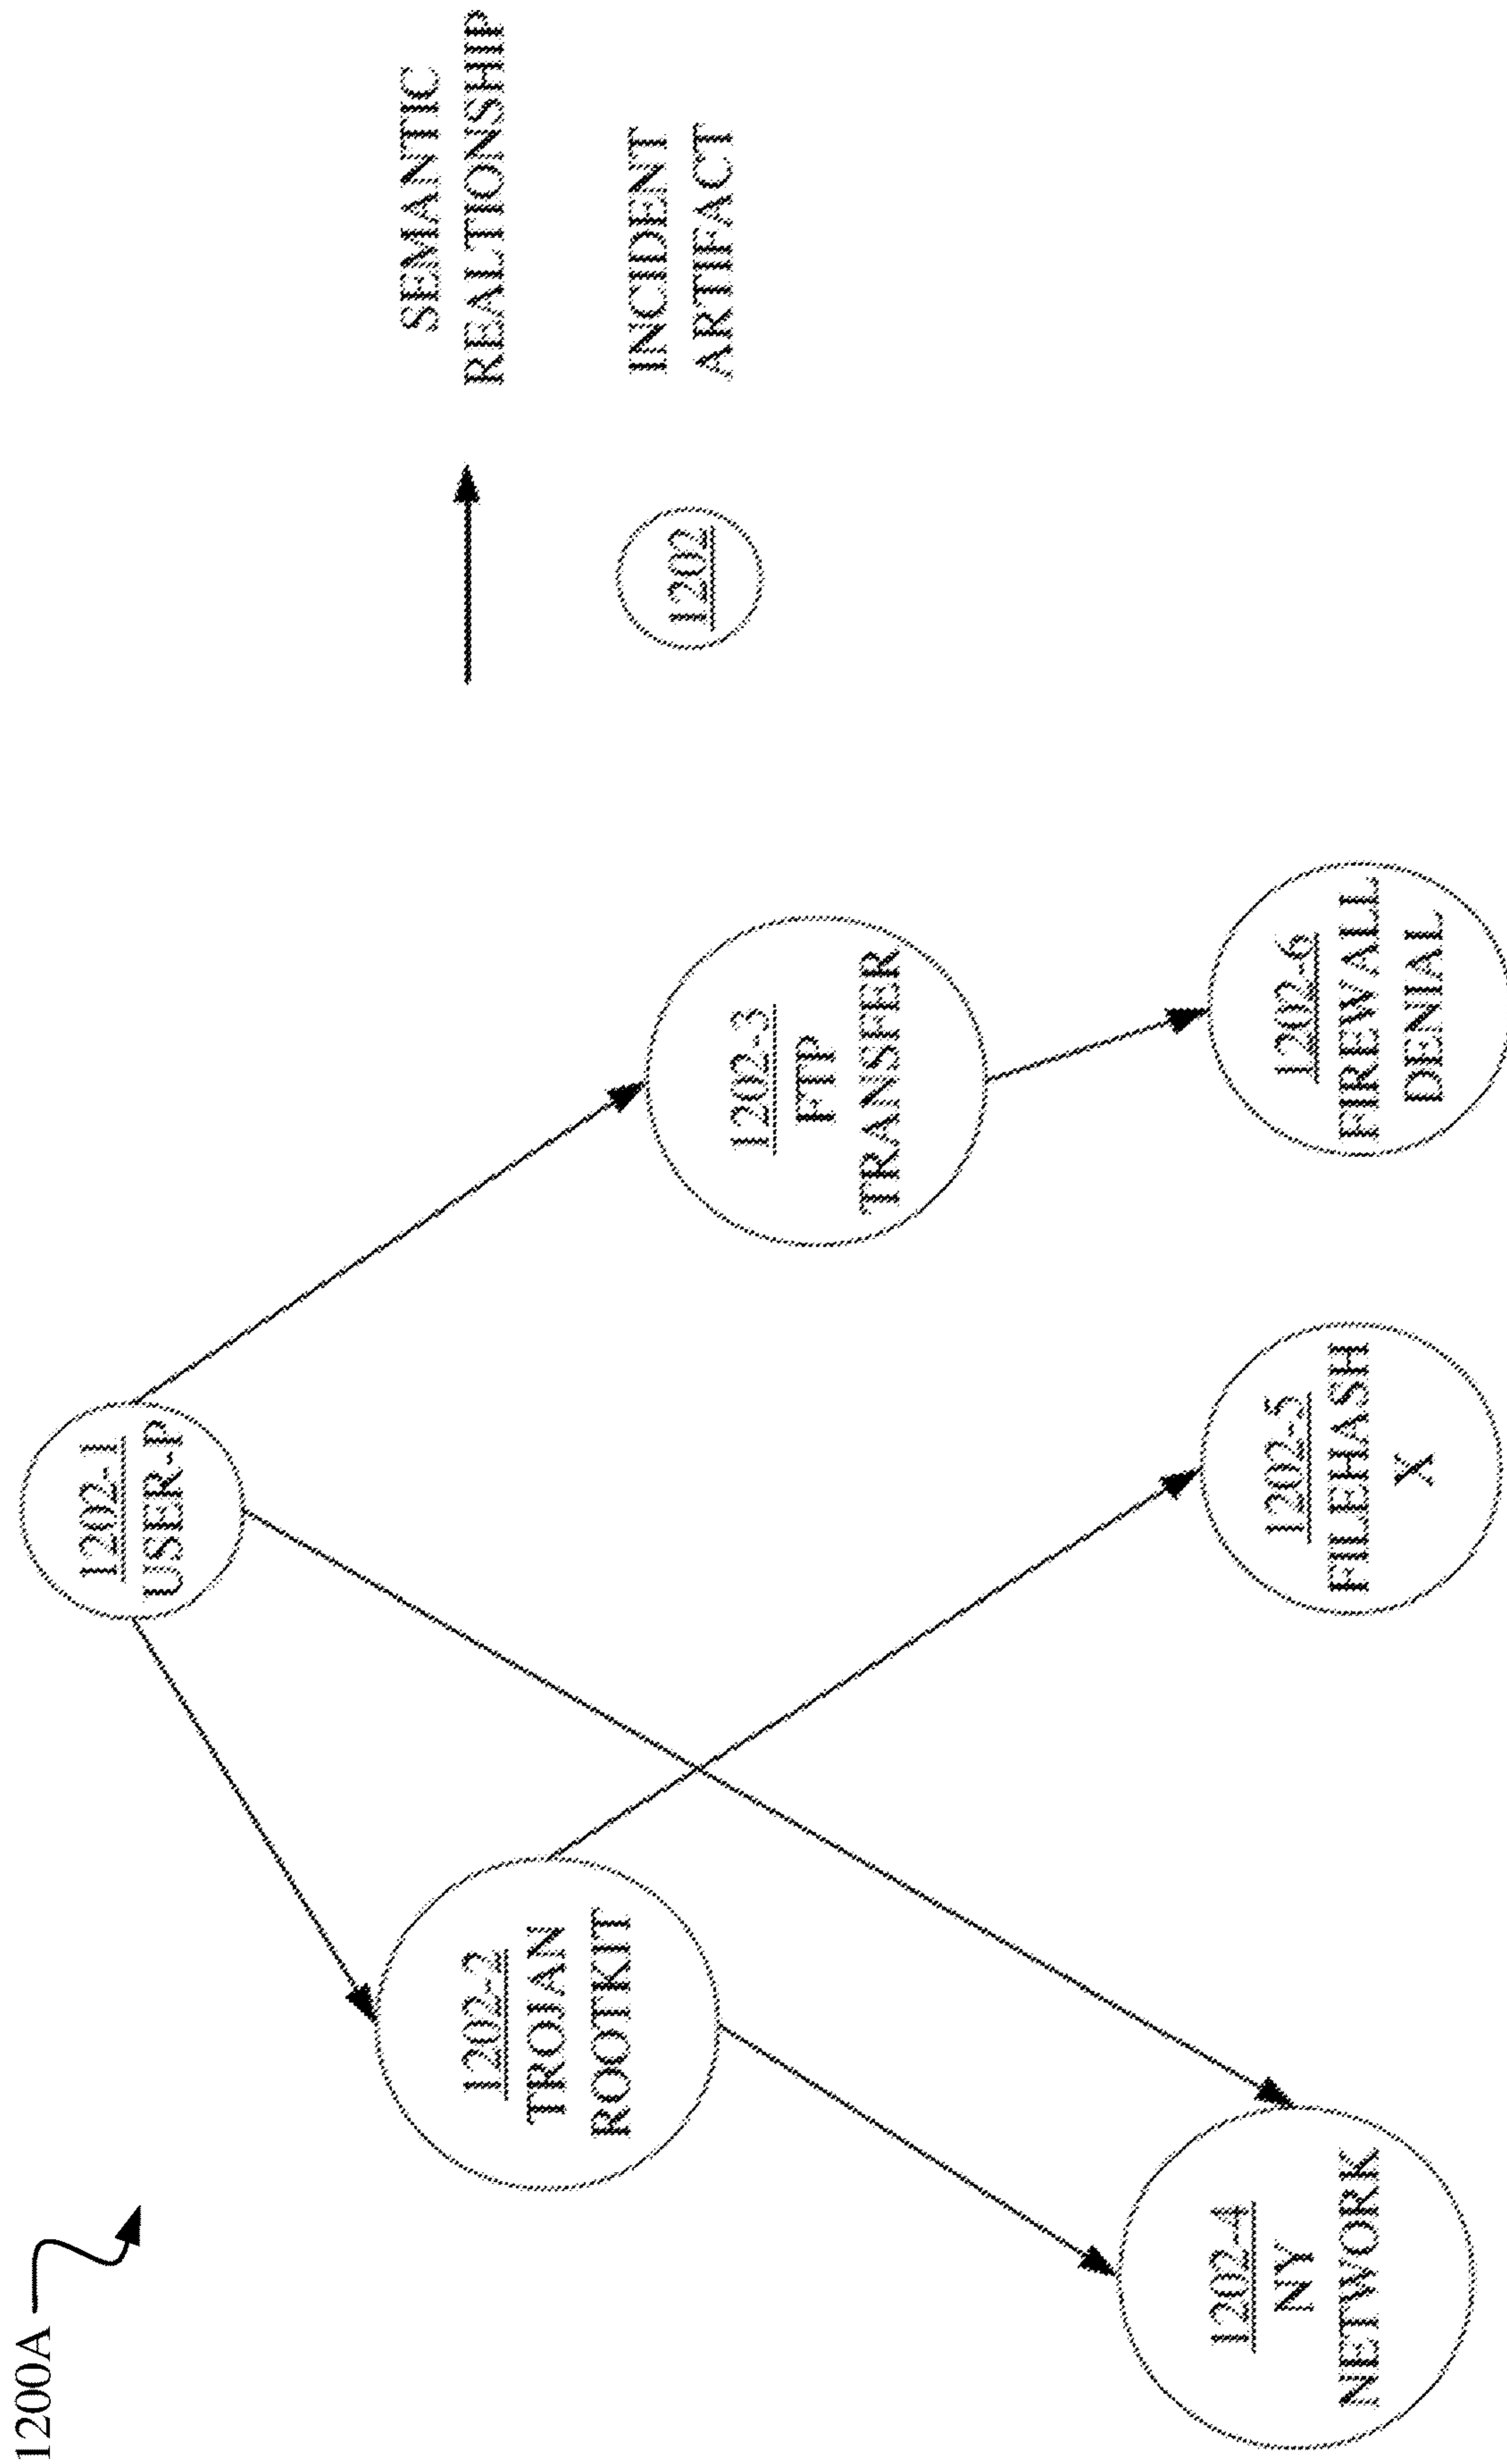 1200A
1202-1
USER-P
1202-2
TROJAN
ROOTKIT
1202-3
FTP
TRANSFER
1202-4
NY
NETWORK
1202-5
FILEHASH
X
1202-6
FIREWALL
DENIAL
SEMANTIC
REALTIONSHIP
1202
INCIDENT
ARTIFACT